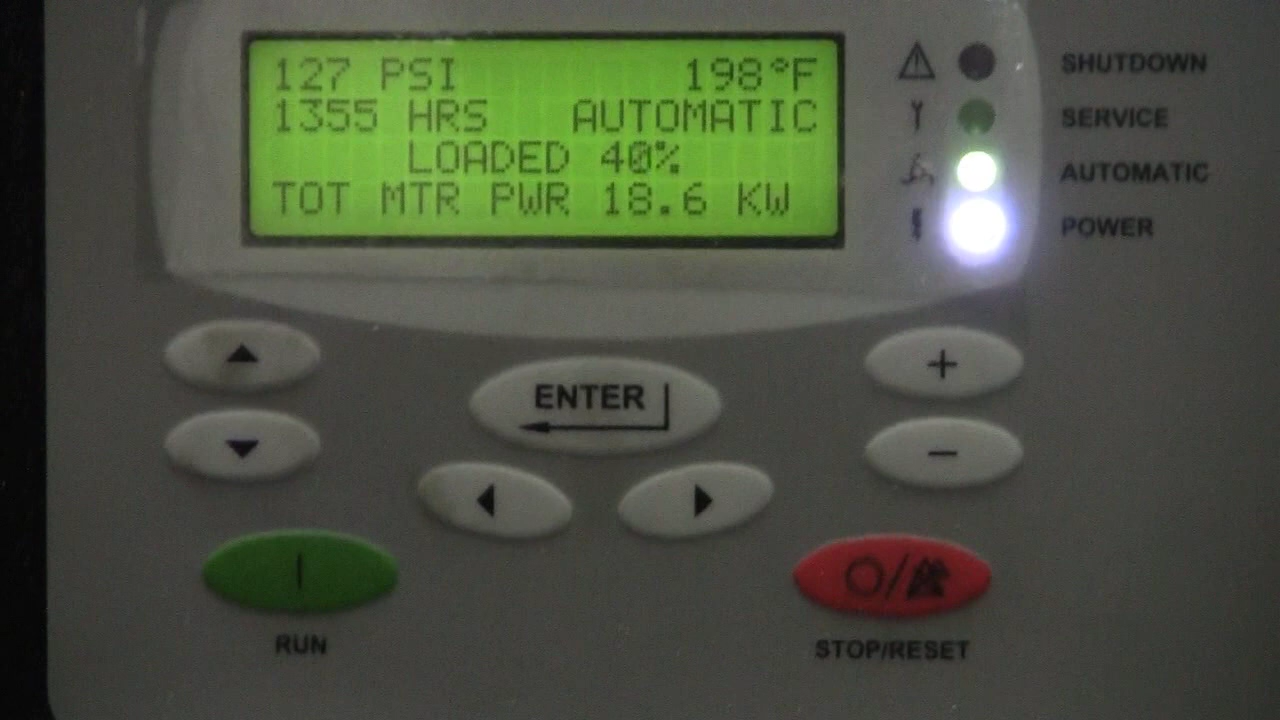 127 PSI 198°F
1355 HRS AUTOMATIC
LOADED 40%
TOT MTR PWR 18.6 KW
SHUTDOWN
SERVICE
AUTOMATIC
POWER
ENTER
+
−
RUN
STOP/RESET